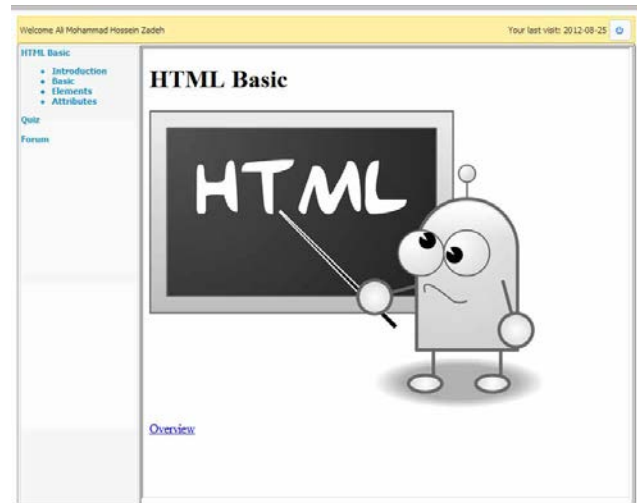 Welcome Ali Mohammad Hossein Zadeh
Your last visit: 2012-08-25
HTML Basic
Introduction
Basic
Elements
Attributes
Quiz
Forum
HTML Basic
HTML
Overview